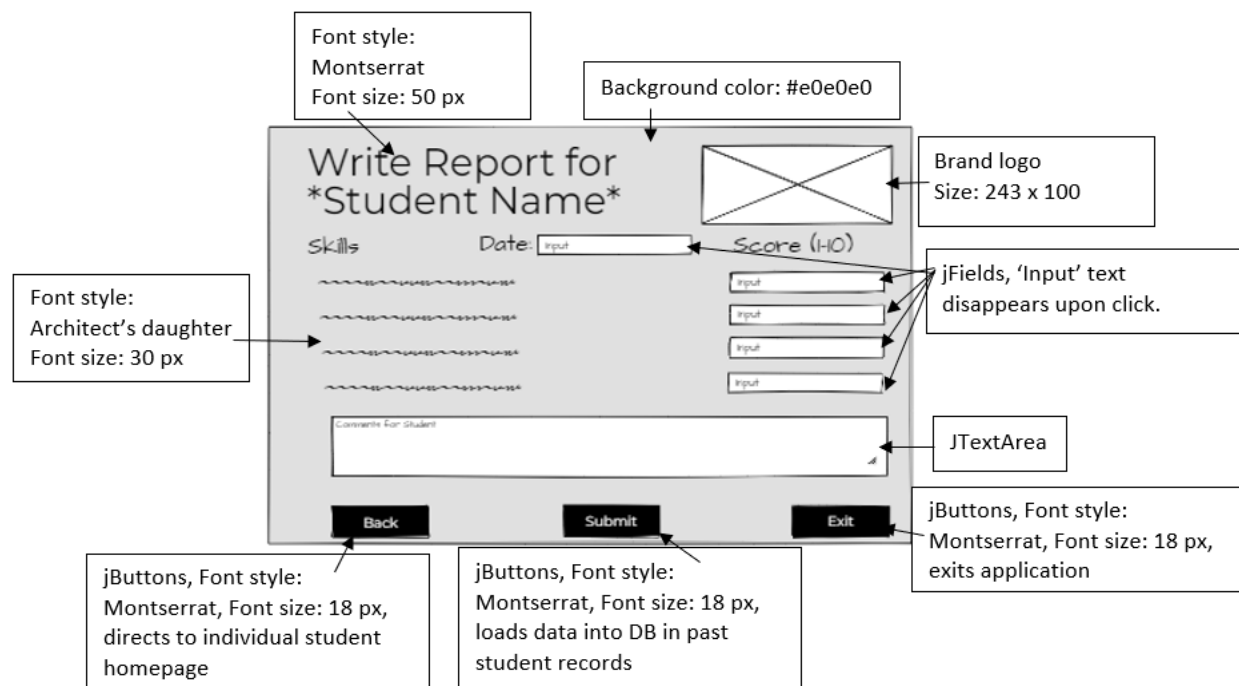 Font style:
Montserrat
Font size: 50 px
Background color: #e0e0e0
Write Report for
*Student Name*
Brand logo
Size: 243 x 100
Skills
Date:
Input
Score (1-10)
jFields, ‘Input’ text
disappears upon click.
Input
Input
Input
Input
Font style:
Architect’s daughter
Font size: 30 px
Comments for Student
JTextArea
Back
Submit
Exit
jButtons, Font style:
Montserrat, Font size: 18 px,
exits application
jButtons, Font style:
Montserrat, Font size: 18 px,
directs to individual student
homepage
jButtons, Font style:
Montserrat, Font size: 18 px,
loads data into DB in past
student records